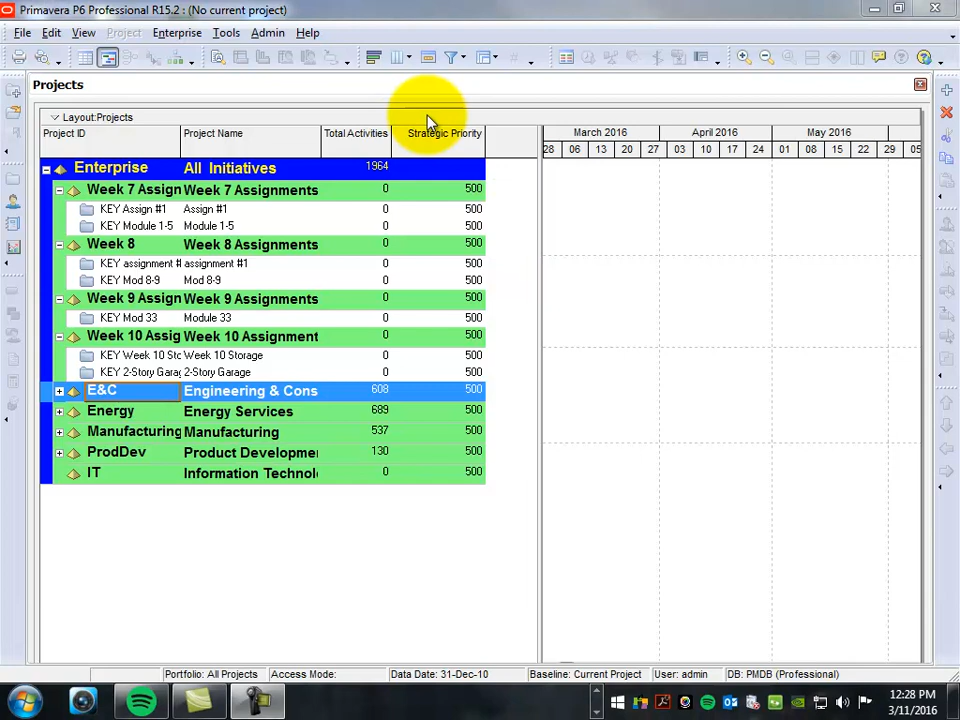 Primavera P6 Professional R15.2 : (No current project)
File Edit View Project Enterprise Tools Admin Help
Projects
Layout:Projects
Project ID Project Name Total Activities Strategic Priority March 2016 April 2016 May 2016
28 06 13 20 27 03 10 17 24 01 08 15 22 29 05
Enterprise All Initiatives 1964
Week 7 Assign Week 7 Assignments 0 500
KEY Assign #1 Assign #1 0 500
KEY Module 1-5 Module 1-5 0 500
Week 8 Week 8 Assignments 0 500
KEY assignment # assignment #1 0 500
KEY Mod 8-9 Mod 8-9 0 500
Week 9 Assign Week 9 Assignments 0 500
KEY Mod 33 Module 33 0 500
Week 10 Assig Week 10 Assignment 0 500
KEY Week 10 Stc Week 10 Storage 0 500
KEY 2-Story Garag 2-Story Garage 0 500
E&C Engineering & Cons 608 500
Energy Energy Services 689 500
Manufacturing Manufacturing 537 500
ProdDev Product Developme 130 500
IT Information Technol 0 500
Portfolio: All Projects Access Mode: Data Date: 31-Dec-10 Baseline: Current Project User: admin DB: PMDB (Professional)
12:28 PM
3/11/2016